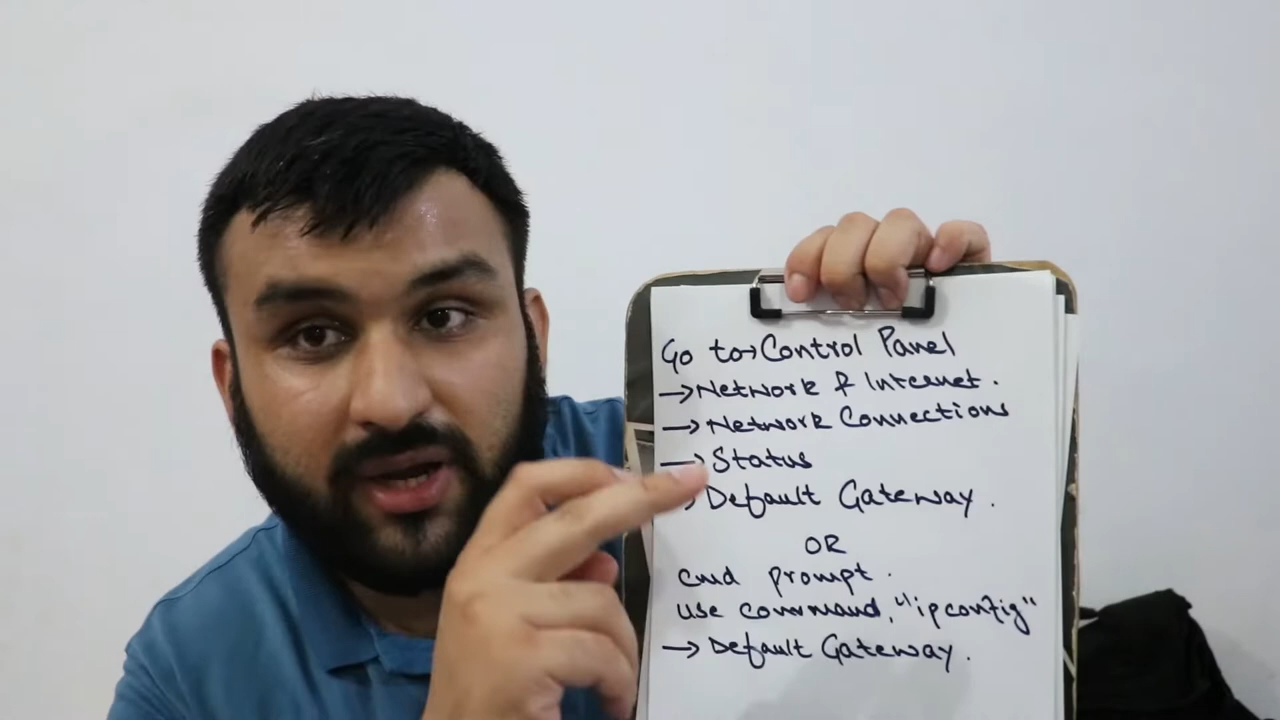 Go to → Control Panel
→ Network & Internet.
→ Network Connections
→ Status
→ Default Gateway.
OR
cmd prompt.
use command, "ipconfig"
→ Default Gateway.